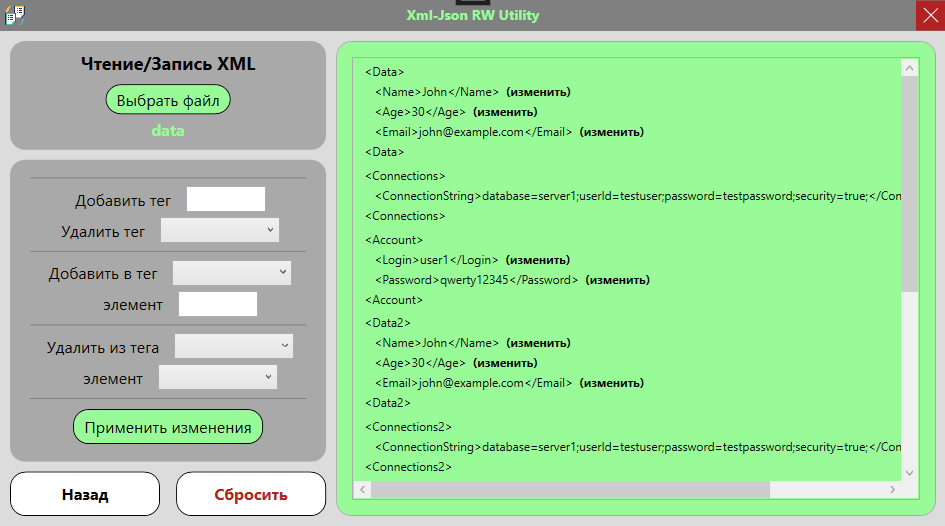 Xml-Json RW Utility
Чтение/Запись XML
Выбрать файл
data
Добавить тег
Удалить тег
Добавить в тег
элемент
Удалить из тега
элемент
Применить изменения
Назад
Сбросить
<Data>
<Name>John</Name> (изменить)
<Age>30</Age> (изменить)
<Email>john@example.com</Email> (изменить)
<Data>
<Connections>
<ConnectionString>database=server1;userId=testuser;password=testpassword;security=true;</Con
<Connections>
<Account>
<Login>user1</Login> (изменить)
<Password>qwerty12345</Password> (изменить)
<Account>
<Data2>
<Name>John</Name> (изменить)
<Age>30</Age> (изменить)
<Email>john@example.com</Email> (изменить)
<Data2>
<Connections2>
<ConnectionString>database=server1;userId=testuser;password=testpassword;security=true;</Con
<Connections2>